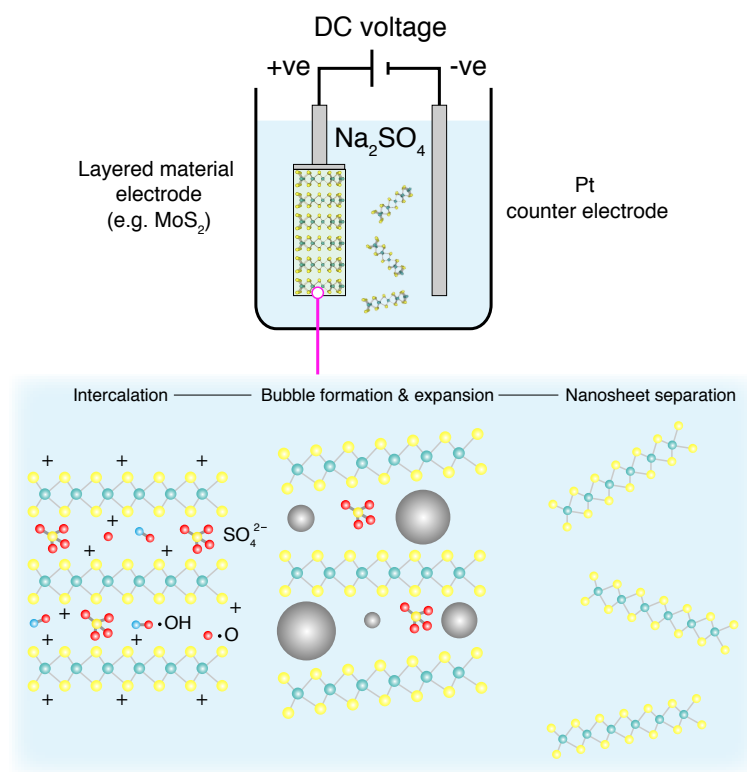 DC voltage
+ve
-ve
Na₂SO₄
Layered material
electrode
(e.g. MoS₂)
Pt
counter electrode
Intercalation
Bubble formation & expansion
Nanosheet separation
+ + +
+
SO₄²⁻
+ +
+ +
·OH
·O
+ +
+ + +